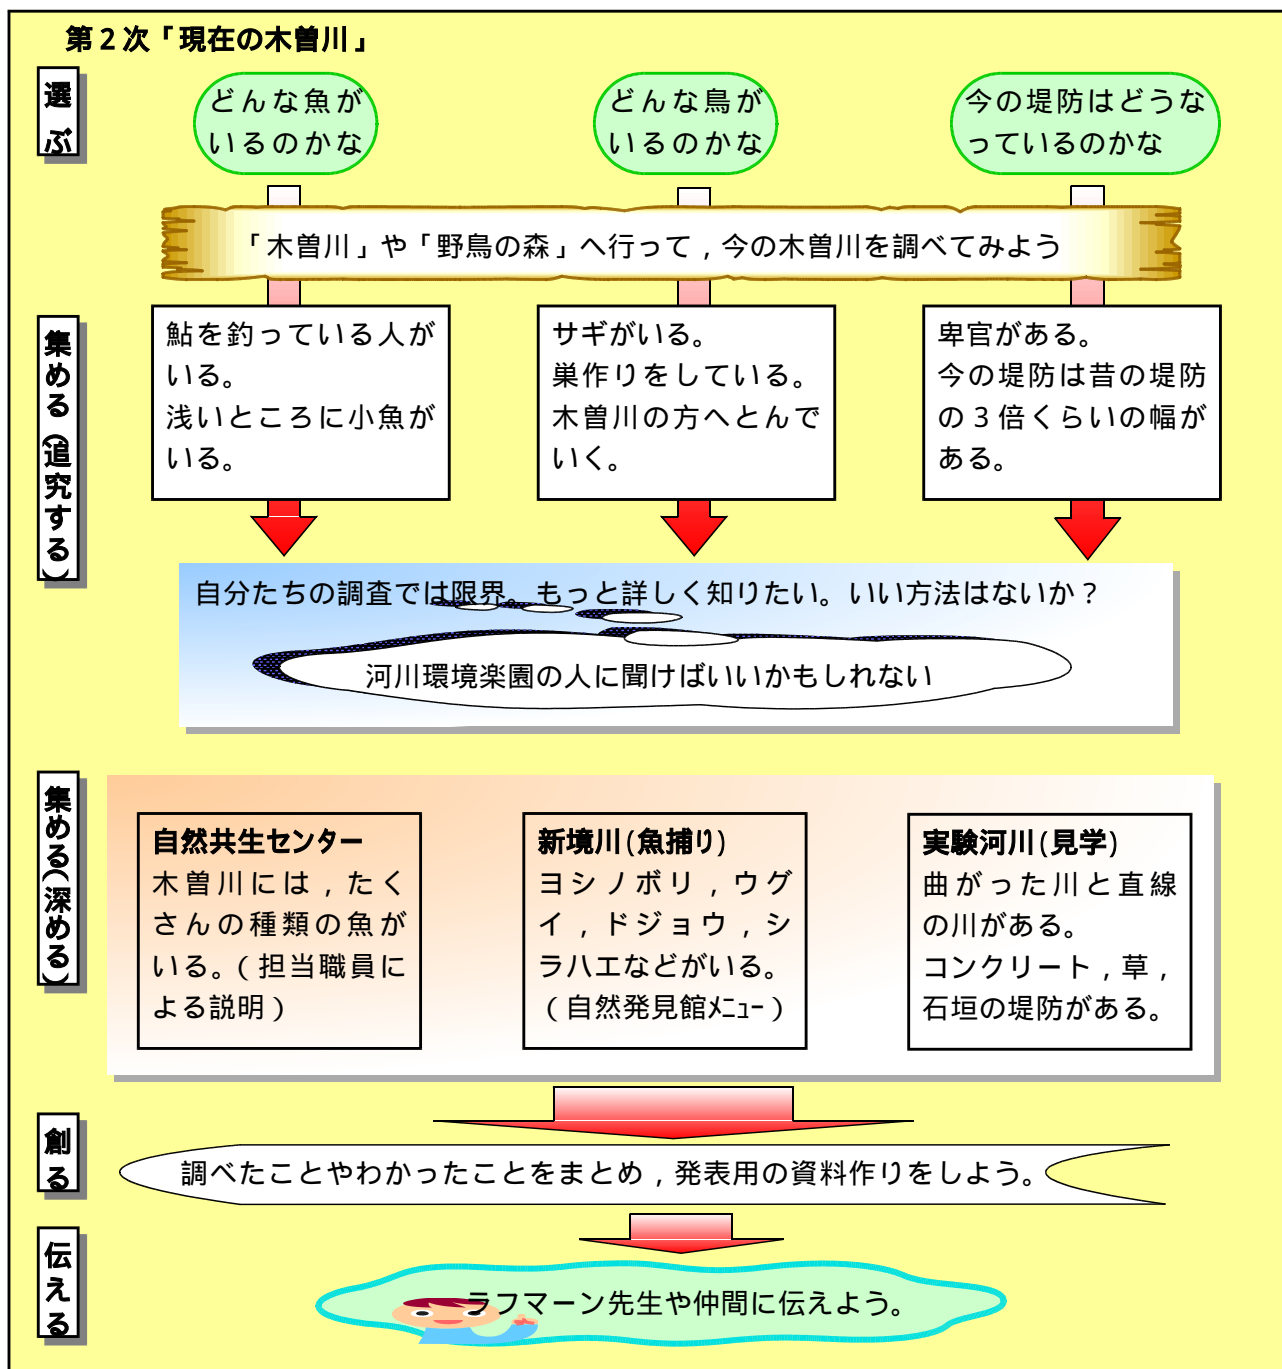 第2次「現在の木曽川」
選ぶ
どんな魚が
いるのかな
どんな鳥が
いるのかな
今の堤防はどうな
っているのかな
「木曽川」や「野鳥の森」へ行って，今の木曽川を調べてみよう
集める（追究する）
鮎を釣っている人が
いる。
浅いところに小魚が
いる。
サギがいる。
巣作りをしている。
木曽川の方へとんで
いく。
卑官がある。
今の堤防は昔の堤防
の3倍くらいの幅が
ある。
自分たちの調査では限界。もっと詳しく知りたい。いい方法はないか？
河川環境楽園の人に聞けばいいかもしれない
集める（深める）
自然共生センター
木曽川には，たく
さんの種類の魚が
いる。（担当職員に
よる説明）
新境川(魚捕り)
ヨシノボリ，ウグ
イ，ドジョウ，シ
ラハエなどがいる。
（自然発見館ﾒﾆｭｰ）
実験河川(見学)
曲がった川と直線
の川がある。
コンクリート，草，
石垣の堤防がある。
創る
調べたことやわかったことをまとめ，発表用の資料作りをしよう。
伝える
ラフマーン先生や仲間に伝えよう。